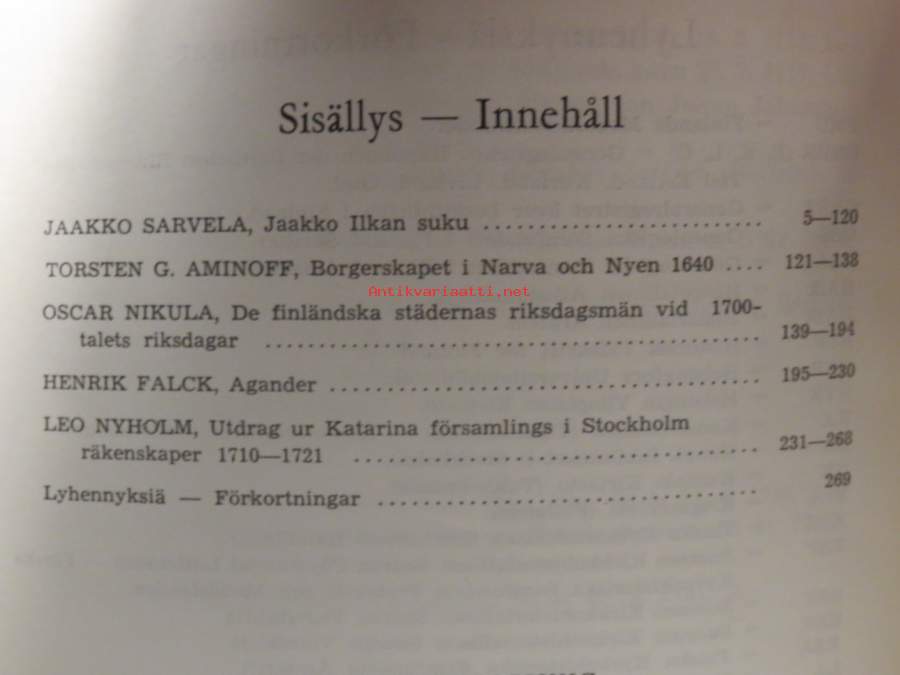 Sisällys — Innehåll
JAAKKO SARVELA, Jaakko Ilkan suku .......................... 5—120
TORSTEN G. AMINOFF, Borgerskapet i Narva och Nyen 1640 .... 121—138
Antikvariaatti.net
OSCAR NIKULA, De finländska städernas riksdagsmän vid 1700-
talets riksdagar .............................................. 139—194
HENRIK FALCK, Agander ........................................ 195—230
LEO NYHOLM, Utdrag ur Katarina församlings i Stockholm
räkenskaper 1710—1721 ..................................... 231—268
Lyhennyksiä — Förkortningar ................................... 269